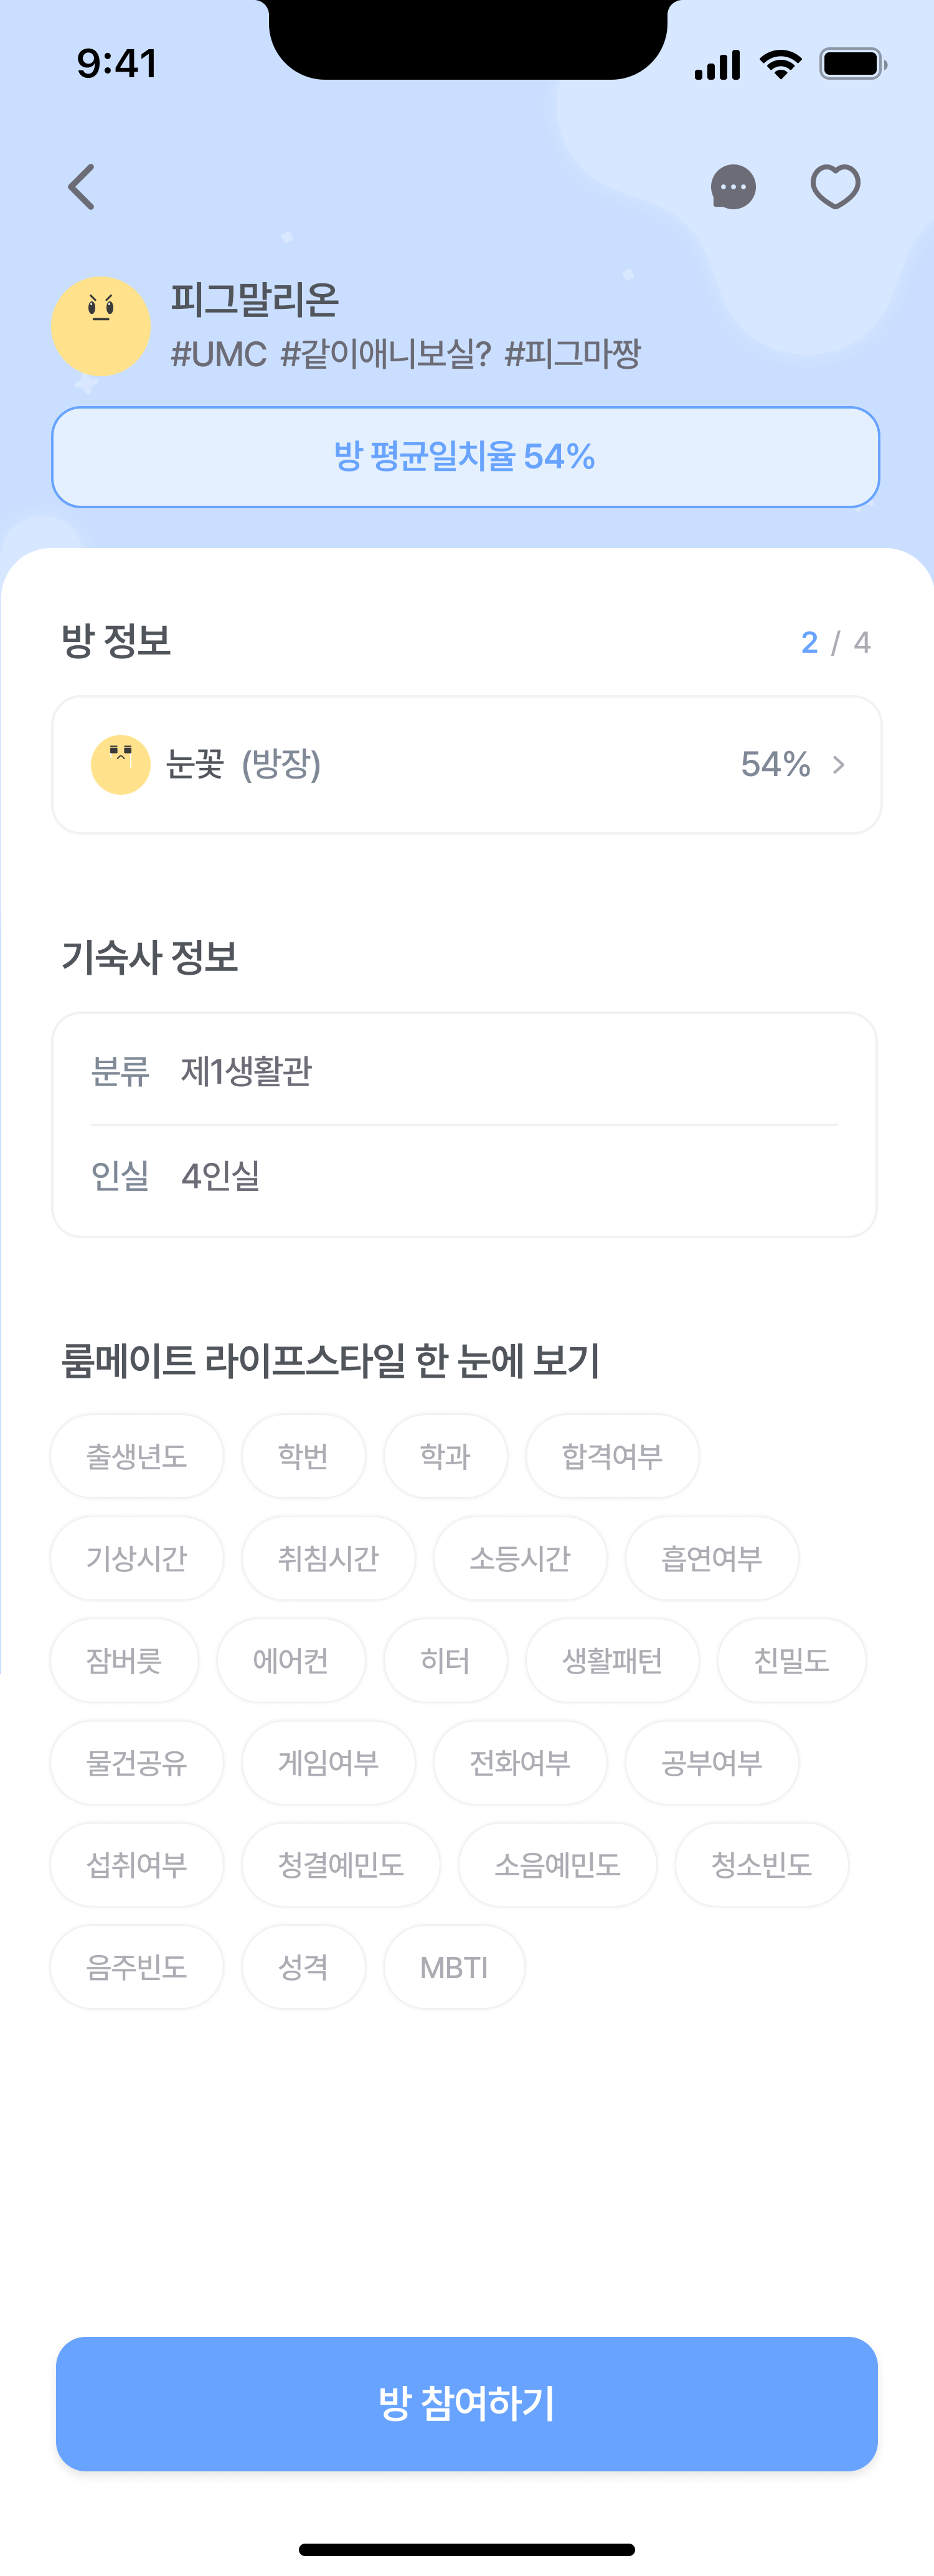 9:41
피그말리온
#UMC #같이애니보실? #피그마짱
방 평균일치율 54%
방 정보 2 / 4
눈꽃 (방장) 54%
기숙사 정보
분류 제1생활관
인실 4인실
룸메이트 라이프스타일 한 눈에 보기
출생년도 학번 학과 합격여부
기상시간 취침시간 소등시간 흡연여부
잠버릇 에어컨 히터 생활패턴 친밀도
물건공유 게임여부 전화여부 공부여부
섭취여부 청결예민도 소음예민도 청소빈도
음주빈도 성격 MBTI
방 참여하기